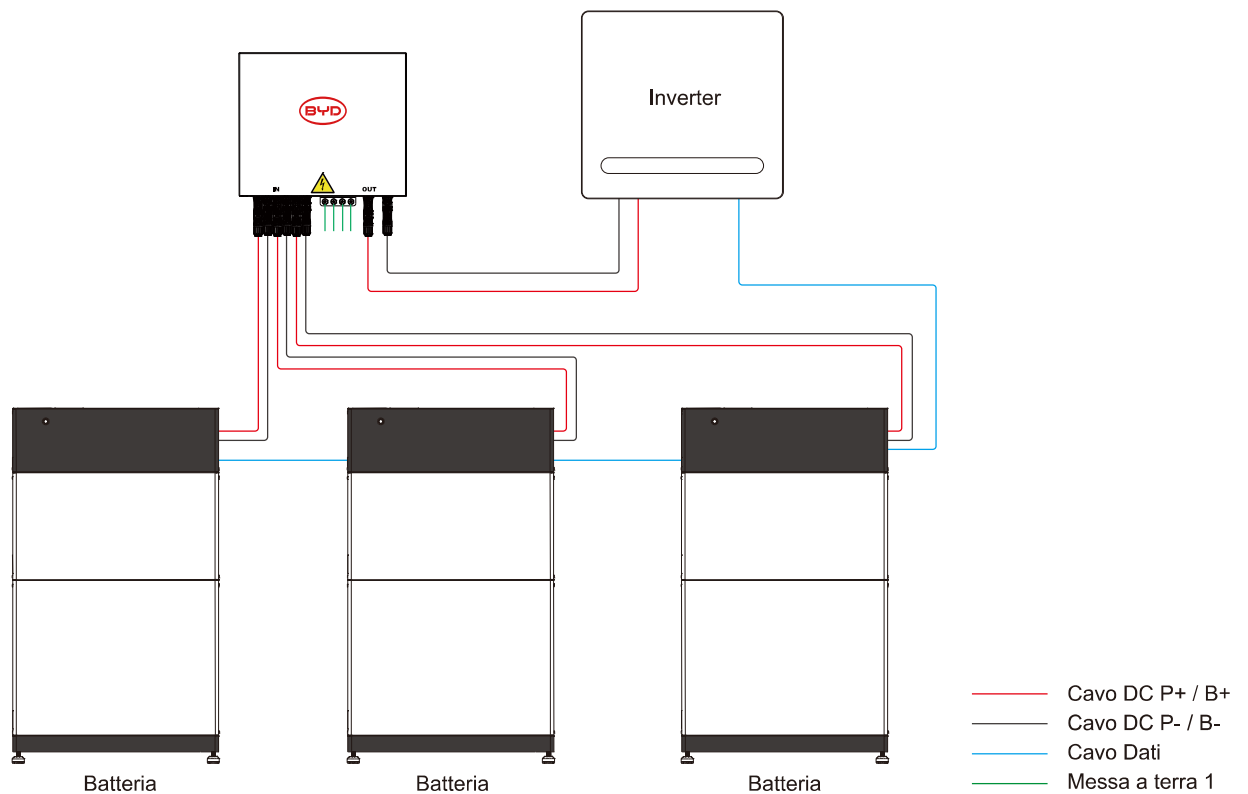 BYD
IN
OUT
Inverter
Batteria
Batteria
Batteria
Cavo DC P+ / B+
Cavo DC P- / B-
Cavo Dati
Messa a terra 1